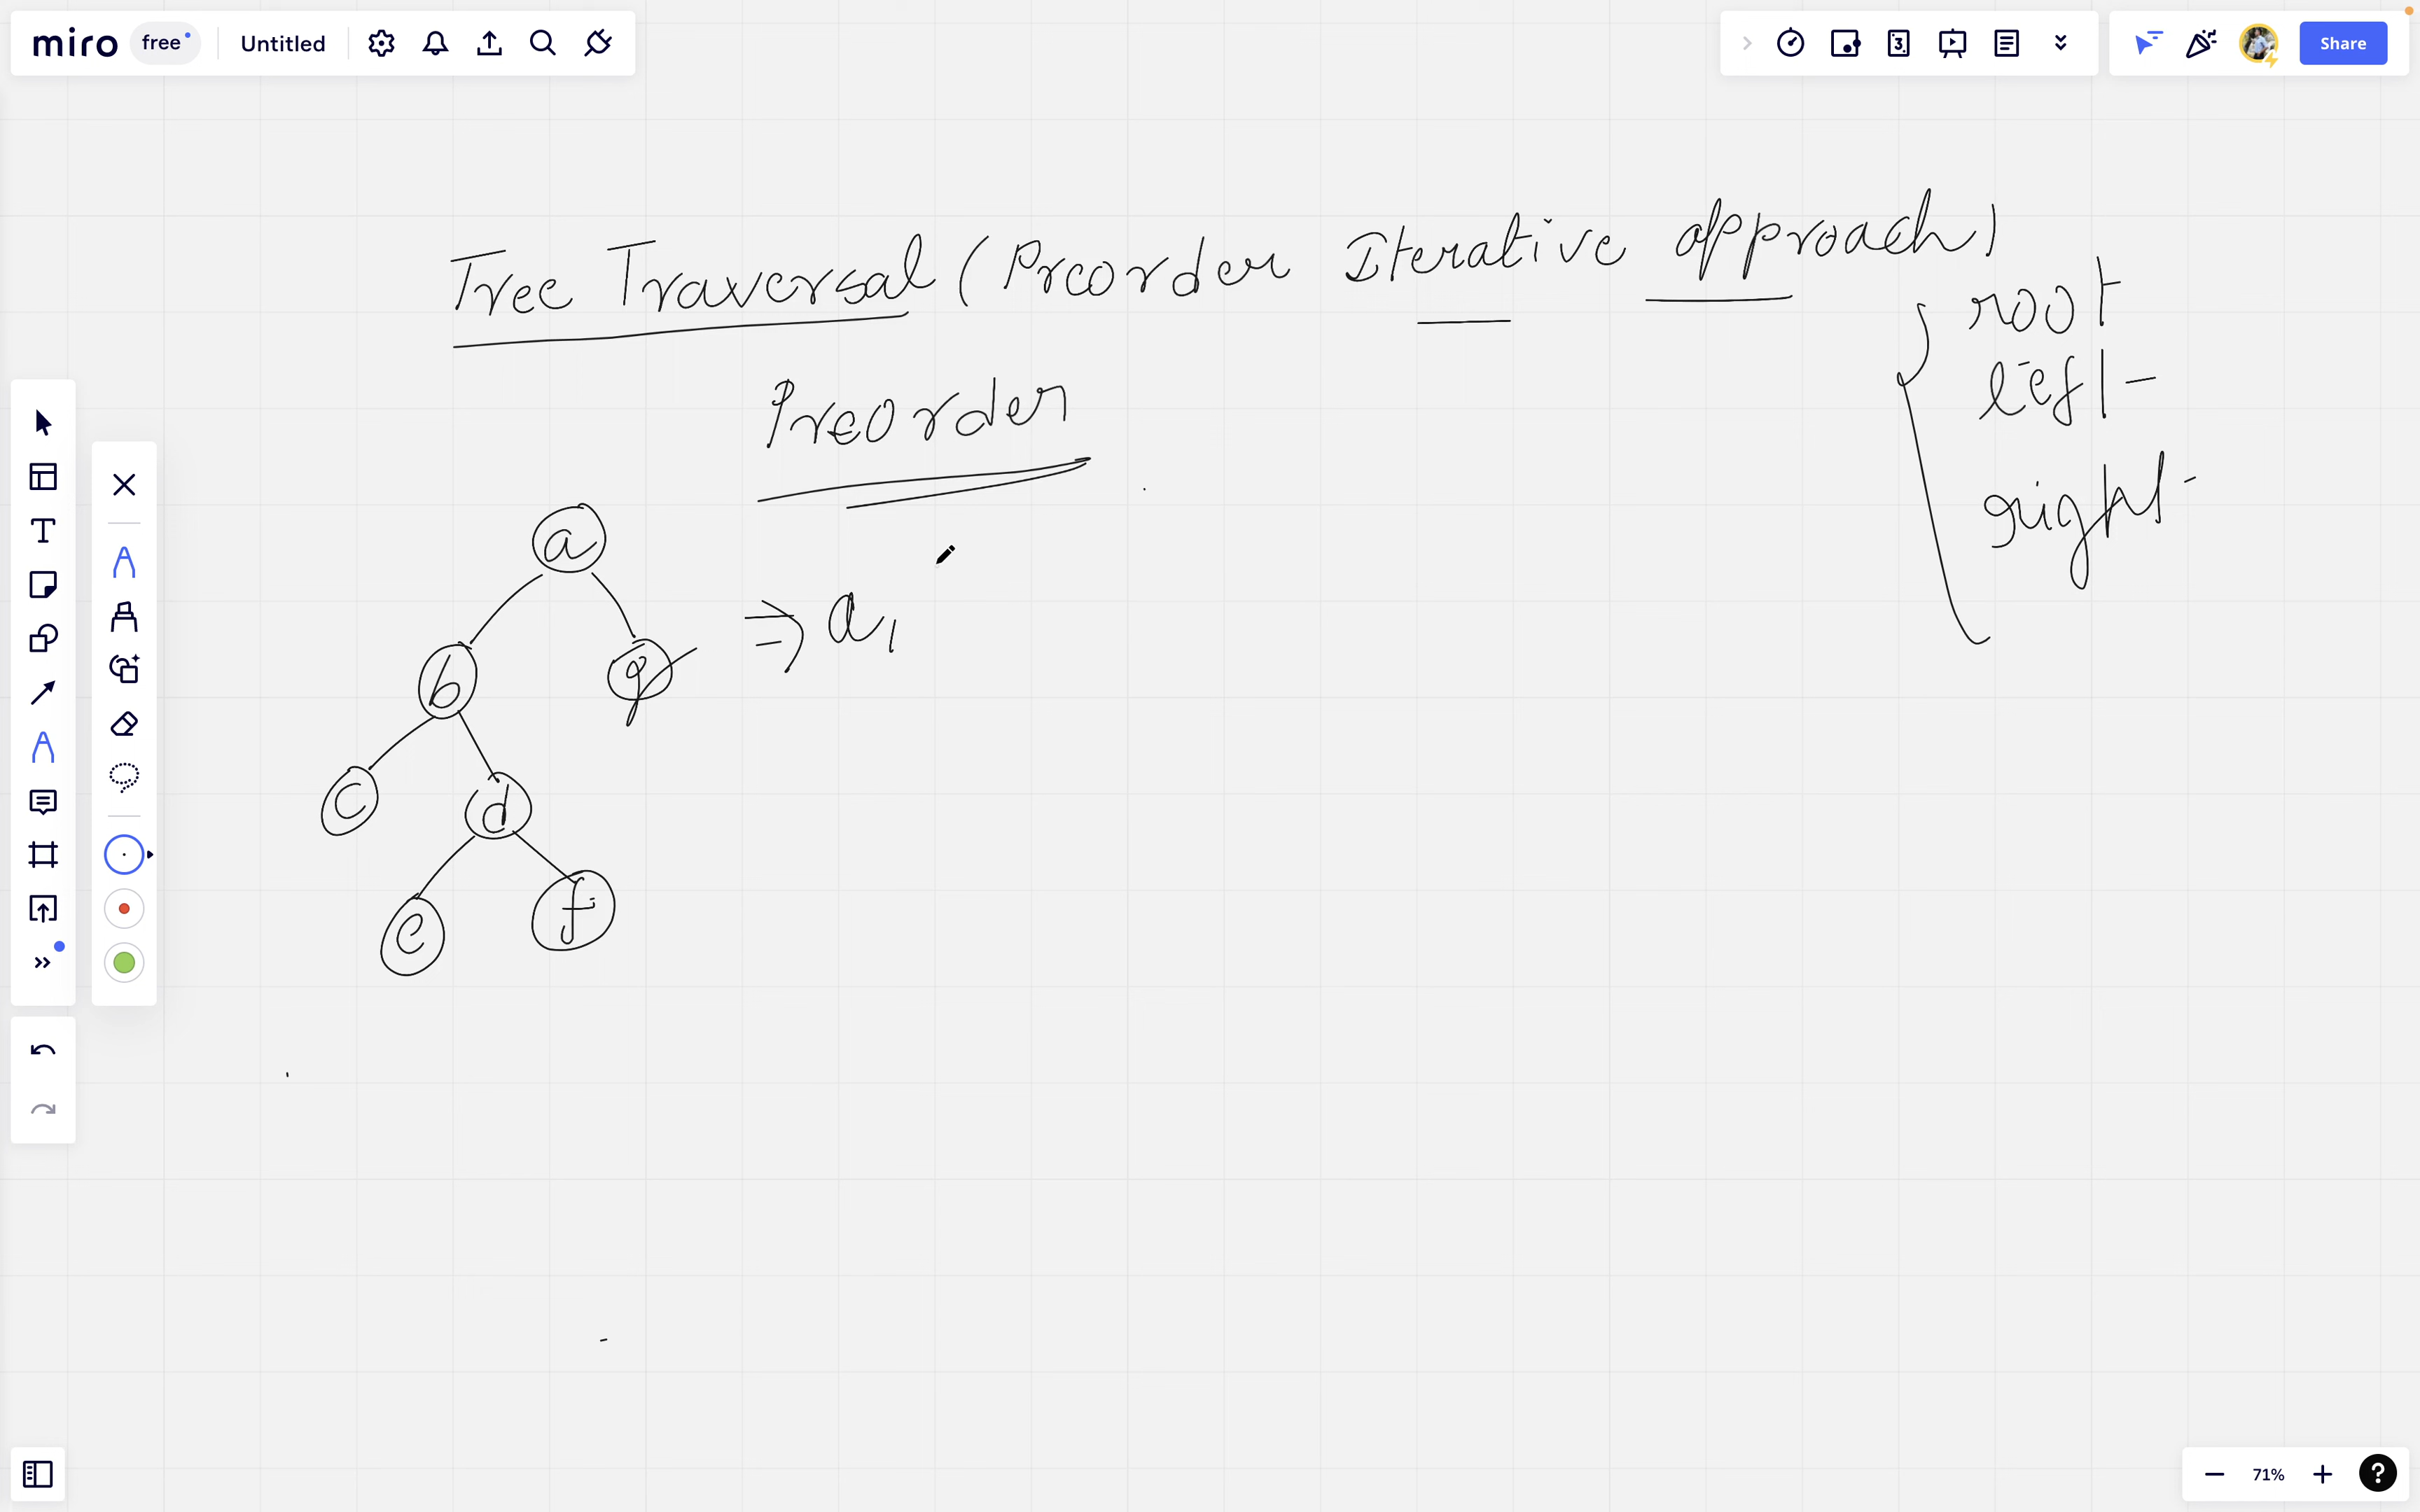 miro free Untitled Share
Tree Traversal (Preorder Iterative approach)
root
left
right
Preorder
a
b g
⇒ a,
c d
e f
71%